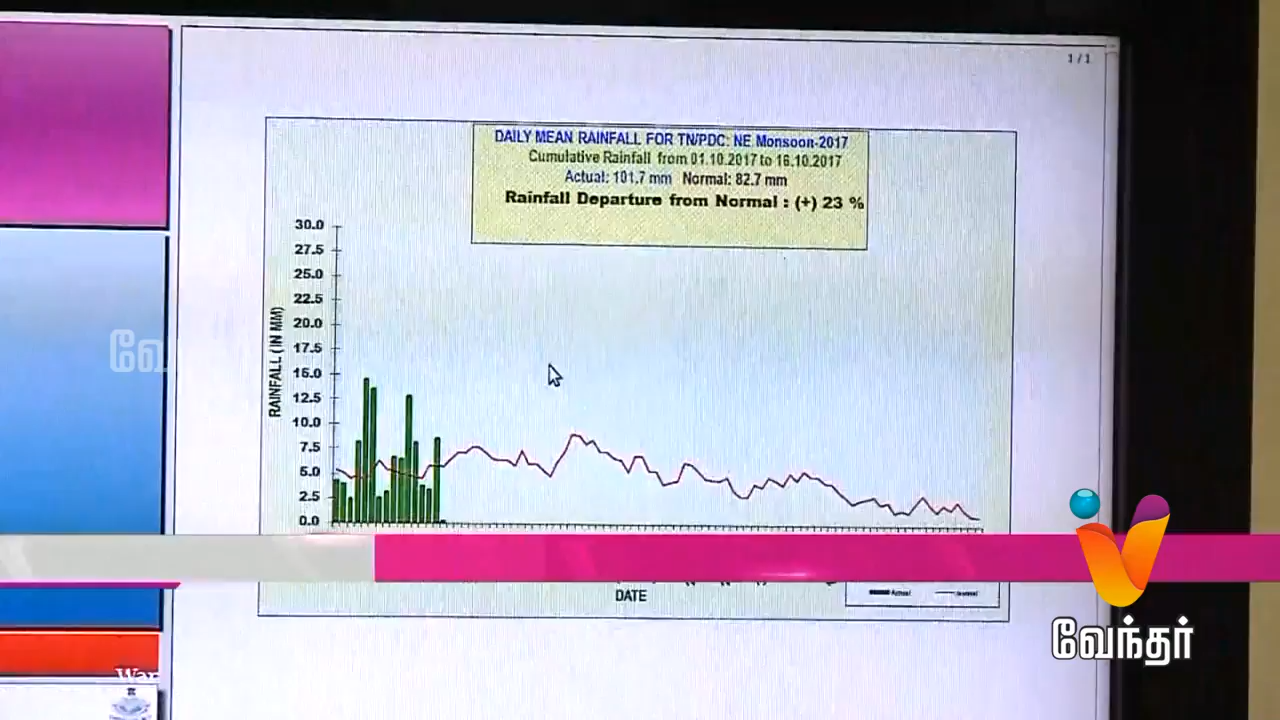 1 / 1
DAILY MEAN RAINFALL FOR TN/PDC: NE Monsoon-2017
Cumulative Rainfall from 01.10.2017 to 16.10.2017
Actual: 101.7 mm Normal: 82.7 mm
Rainfall Departure from Normal : (+) 23 %
30.0
27.5
25.0
22.5
20.0
17.5
15.0
12.5
10.0
7.5
5.0
2.5
0.0
RAINFALL ( IN MM)
DATE
Actual
Normal
வே
வேந்தர்
War